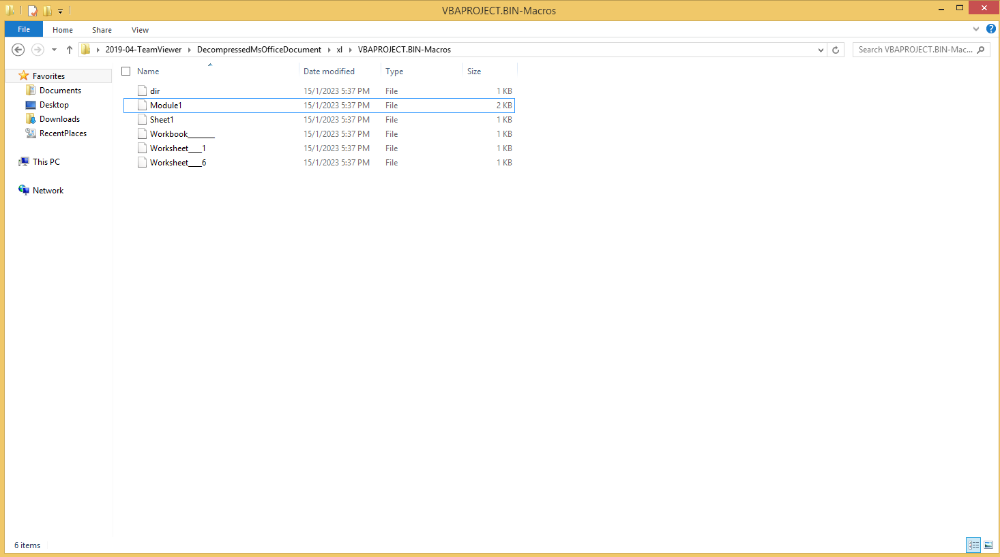 VBAPROJECT.BIN-Macros
File Home Share View
2019-04-TeamViewer DecompressedMsOfficeDocument xl VBAPROJECT.BIN-Macros Search VBAPROJECT.BIN-Mac...
Name Date modified Type Size
Favorites
Documents
Desktop
Downloads
RecentPlaces
This PC
Network
dir 15/1/2023 5:37 PM File 1 KB
Module1 15/1/2023 5:37 PM File 2 KB
Sheet1 15/1/2023 5:37 PM File 1 KB
Workbook________ 15/1/2023 5:37 PM File 1 KB
Worksheet____1 15/1/2023 5:37 PM File 1 KB
Worksheet____6 15/1/2023 5:37 PM File 1 KB
6 items